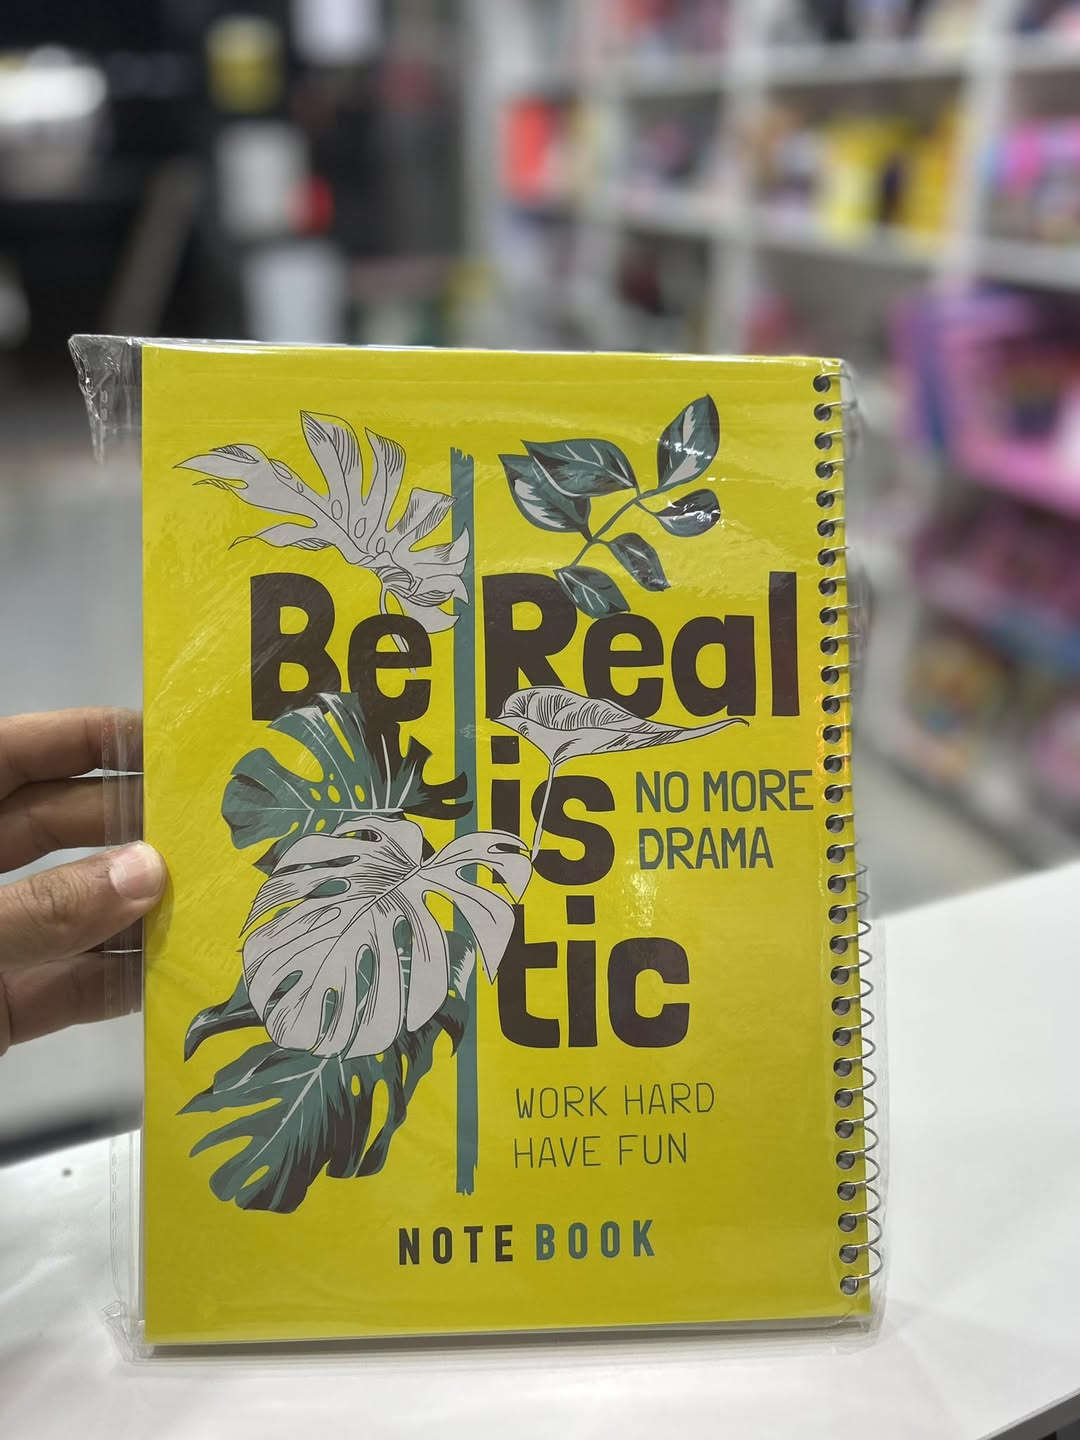 Be Real
is
NO MORE
DRAMA
tic
WORK HARD
HAVE FUN
NOTE BOOK